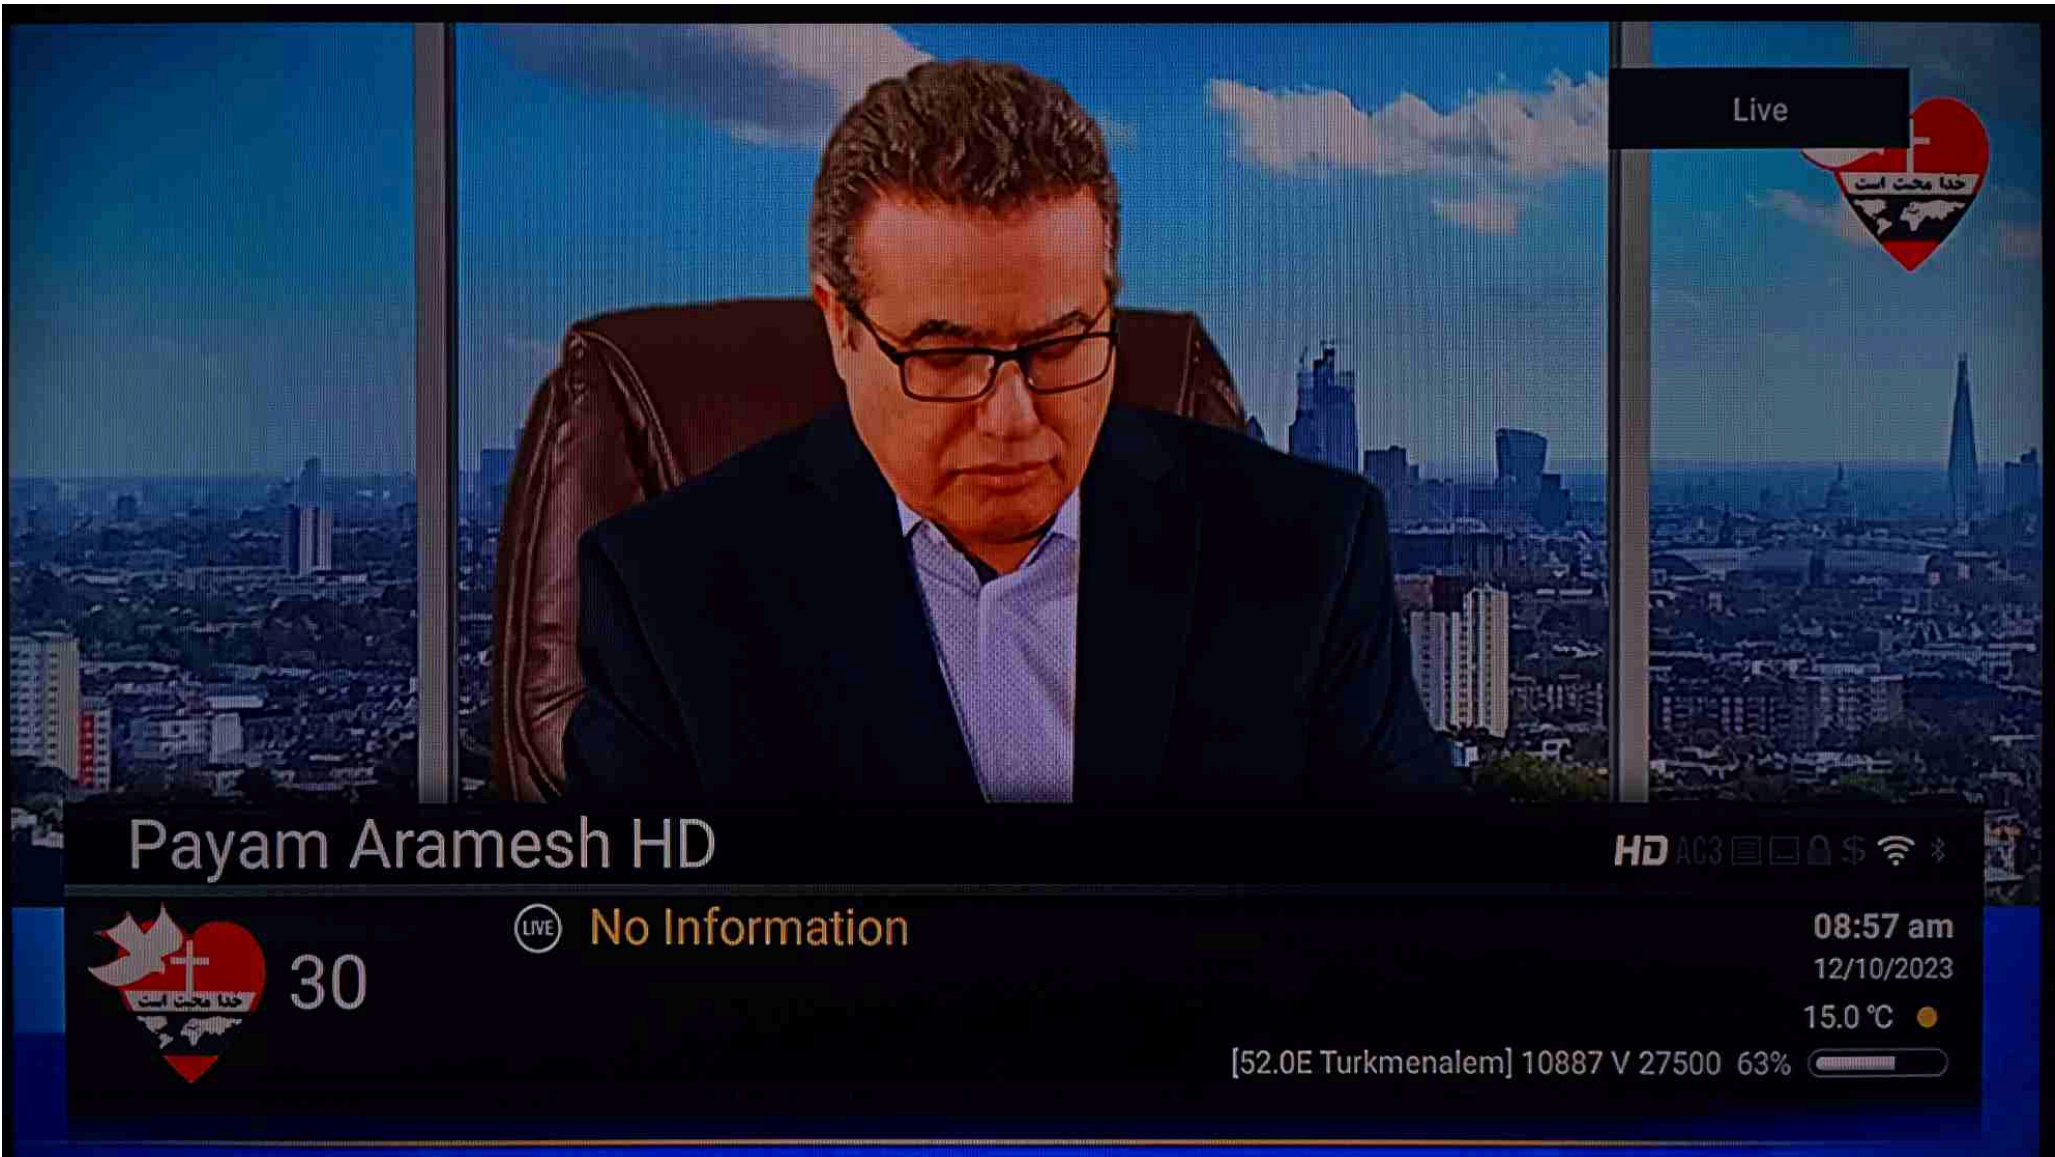 Live
خدا محبت است
Payam Aramesh HD
HD AC3 $
LIVE No Information
08:57 am
30
12/10/2023
15.0 °C
[52.0E Turkmenalem] 10887 V 27500 63%